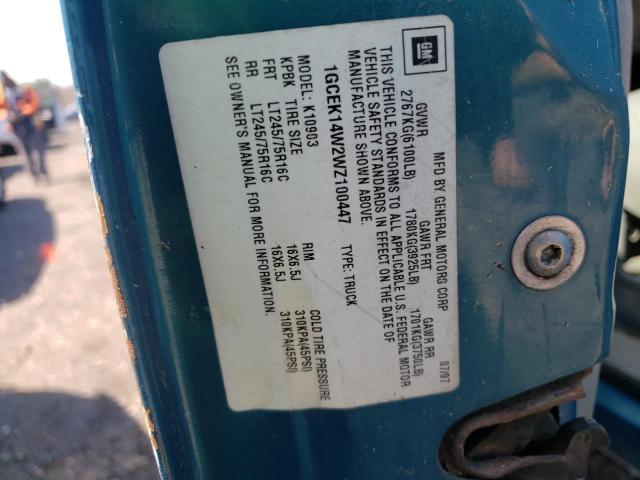 GM
MFD BY GENERAL MOTORS CORP 07/97
GVWR GAWR FRT GAWR RR
2767KG(6100LB) 1780KG(3925LB) 1701KG(3750LB)
THIS VEHICLE CONFORMS TO ALL APPLICABLE U.S. FEDERAL MOTOR
VEHICLE SAFETY STANDARDS IN EFFECT ON THE DATE OF
MANUFACTURE SHOWN ABOVE.
1GCEK14W2WZ100447 TYPE: TRUCK
MODEL: K10903
KPBK TIRE SIZE RIM COLD TIRE PRESSURE
FRT LT245/75R16C 16X6.5J 310KPA(45PSI)
RR LT245/75R16C 16X6.5J 310KPA(45PSI)
SEE OWNER'S MANUAL FOR MORE INFORMATION.